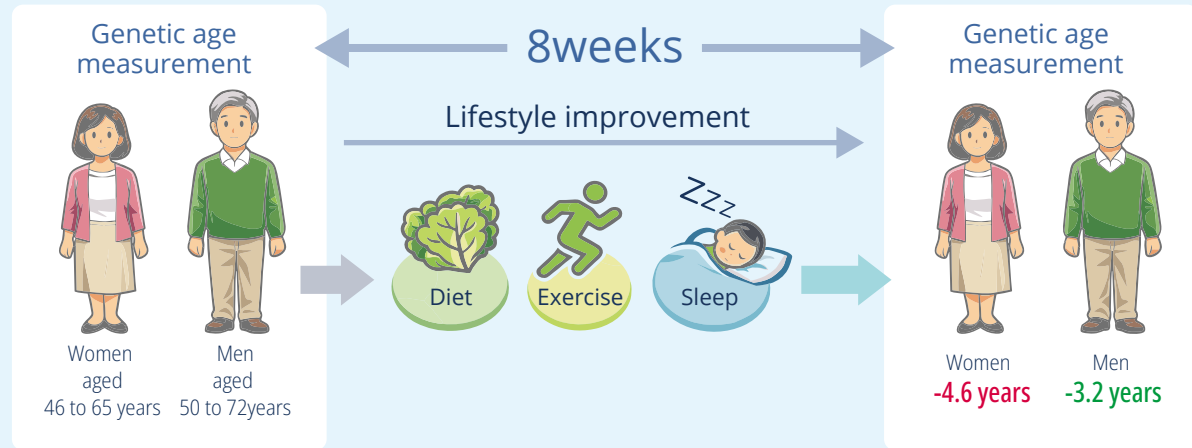 Genetic age
measurement
8weeks
Genetic age
measurement
Lifestyle improvement
ZZZ
Diet
Exercise
Sleep
Women
aged
46 to 65 years
Men
aged
50 to 72years
Women
-4.6 years
Men
-3.2 years